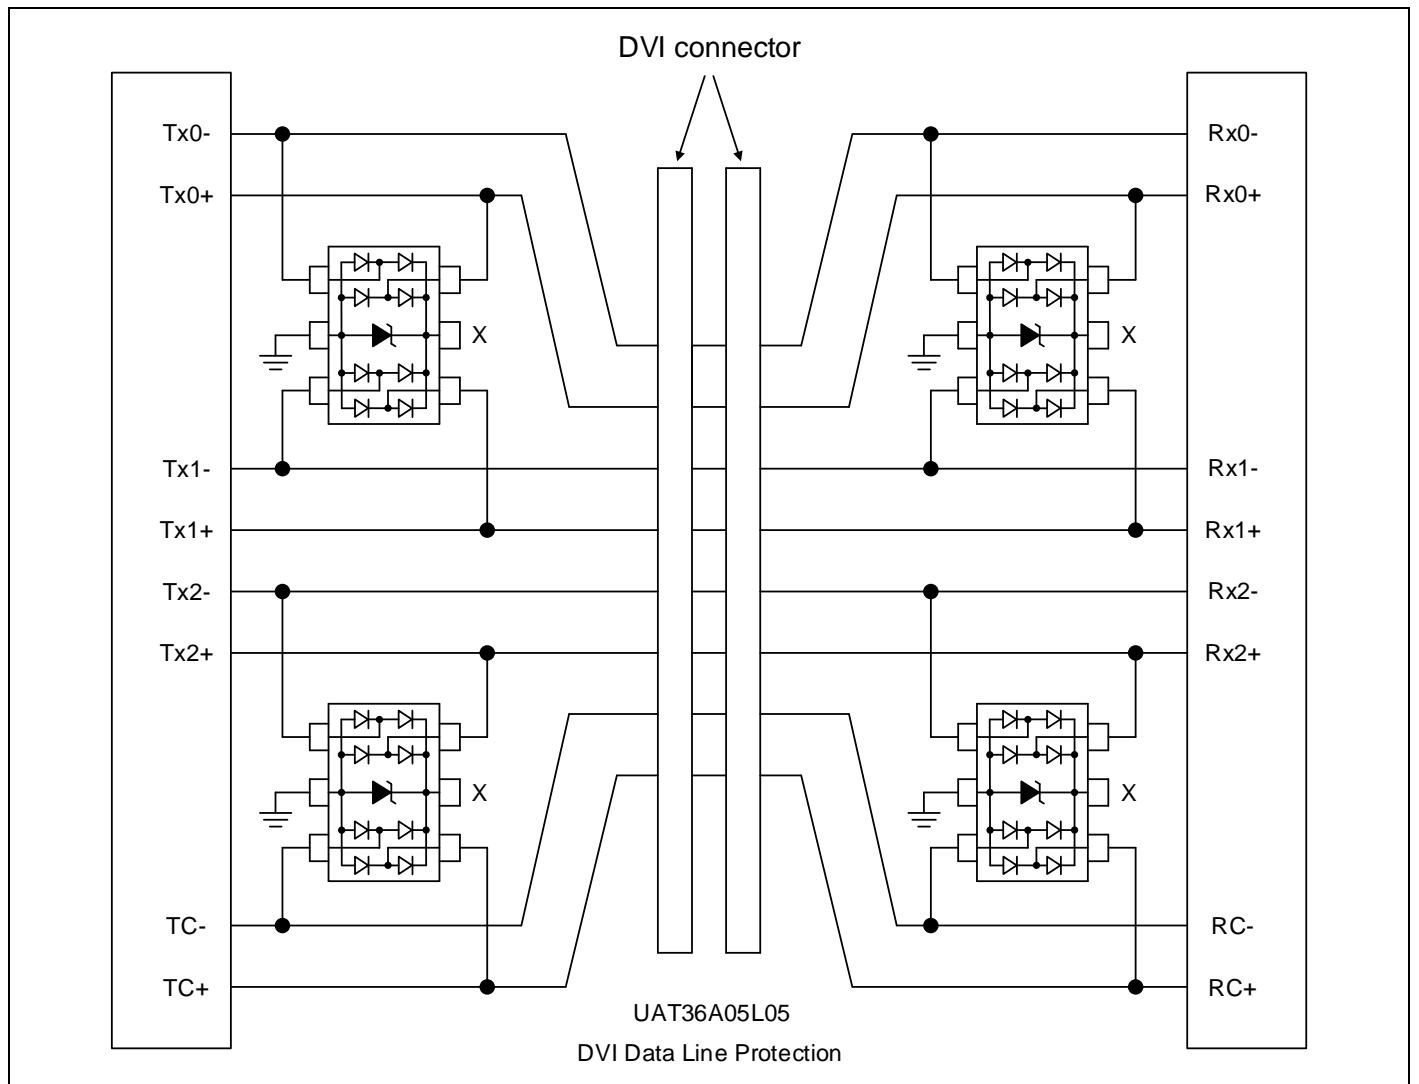 DVI connector
Tx0-
Rx0-
Tx0+
Rx0+
X
X
Tx1-
Rx1-
Tx1+
Rx1+
Tx2-
Rx2-
Tx2+
Rx2+
X
X
TC-
RC-
TC+
RC+
UAT36A05L05
DVI Data Line Protection